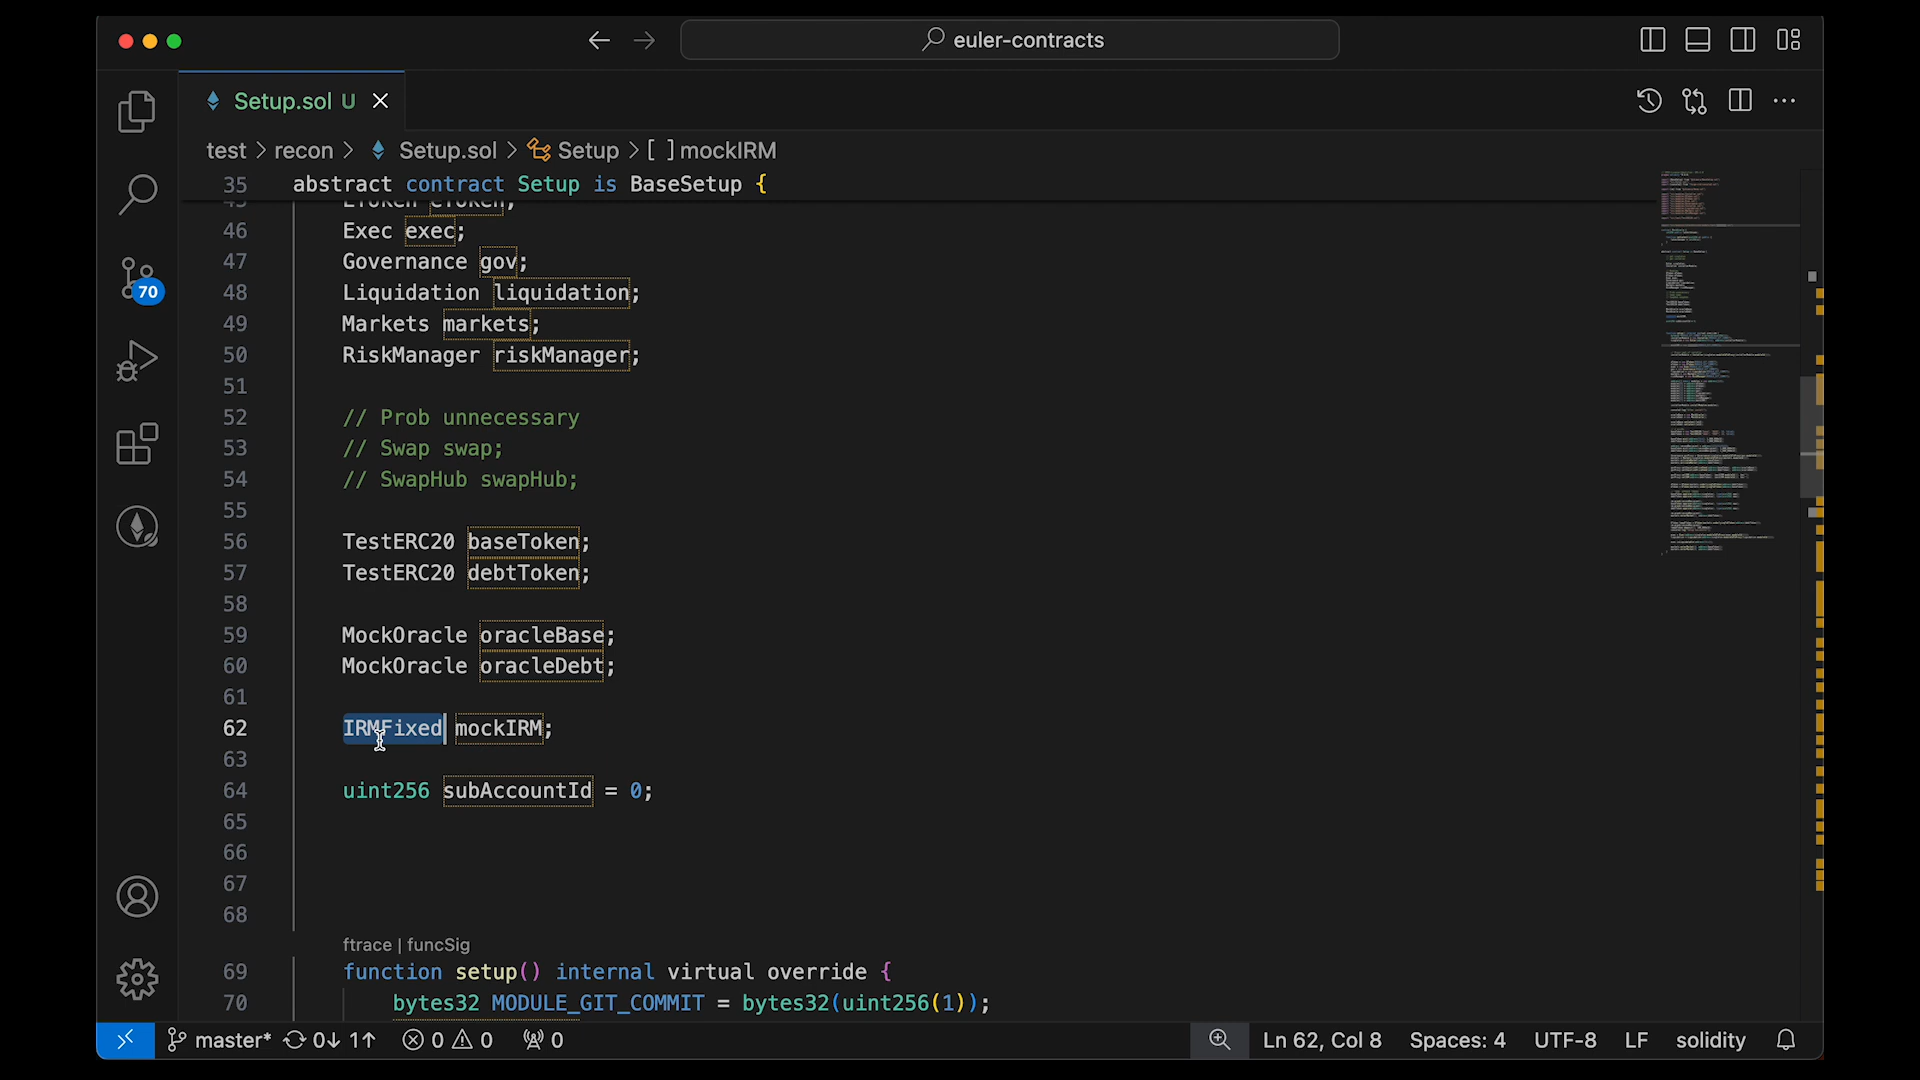 euler-contracts
Setup.sol U
test > recon > Setup.sol > Setup > [ ] mockIRM
35 abstract contract Setup is BaseSetup {
45 EToken eToken;
46 Exec exec;
47 Governance gov;
48 Liquidation liquidation;
49 Markets markets;
50 RiskManager riskManager;
51
52 // Prob unnecessary
53 // Swap swap;
54 // SwapHub swapHub;
55
56 TestERC20 baseToken;
57 TestERC20 debtToken;
58
59 MockOracle oracleBase;
60 MockOracle oracleDebt;
61
62 IRMFixed mockIRM;
63
64 uint256 subAccountId = 0;
65
66
67
68
ftrace | funcSig
69 function setup() internal virtual override {
70 bytes32 MODULE_GIT_COMMIT = bytes32(uint256(1));
70
master* 0↓ 1↑ 0 0 0 Ln 62, Col 8 Spaces: 4 UTF-8 LF solidity